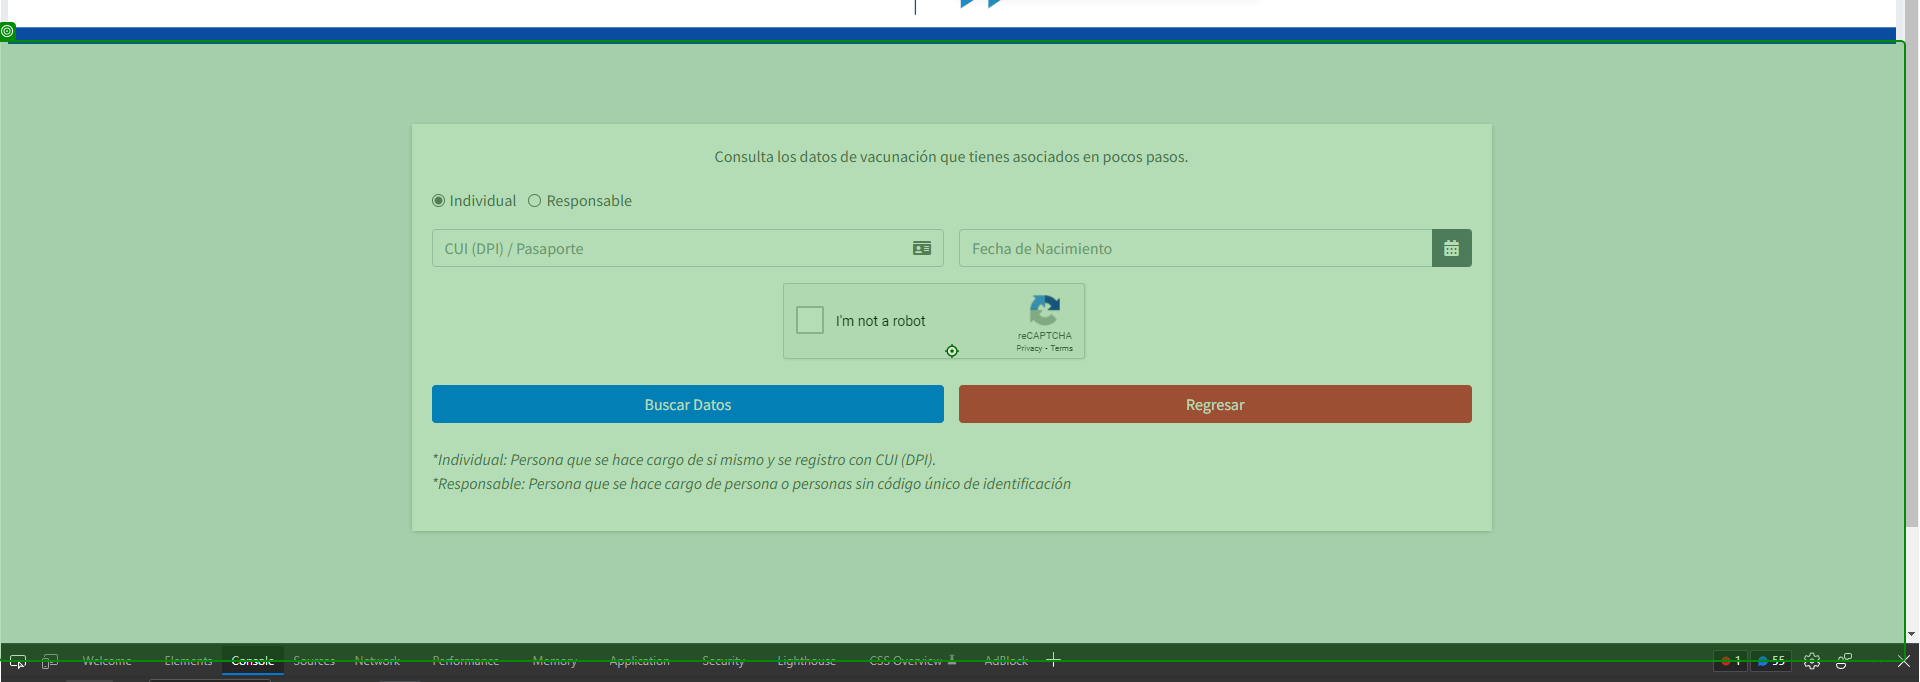 Consulta los datos de vacunación que tienes asociados en pocos pasos.
Individual Responsable
CUI (DPI) / Pasaporte
Fecha de Nacimiento
I'm not a robot
reCAPTCHA
Privacy - Terms
Buscar Datos
Regresar
*Individual: Persona que se hace cargo de si mismo y se registro con CUI (DPI).
*Responsable: Persona que se hace cargo de persona o personas sin código único de identificación
Welcome Elements Console Sources Network Performance Memory Application Security Lighthouse CSS Overview AdBlock 1 55